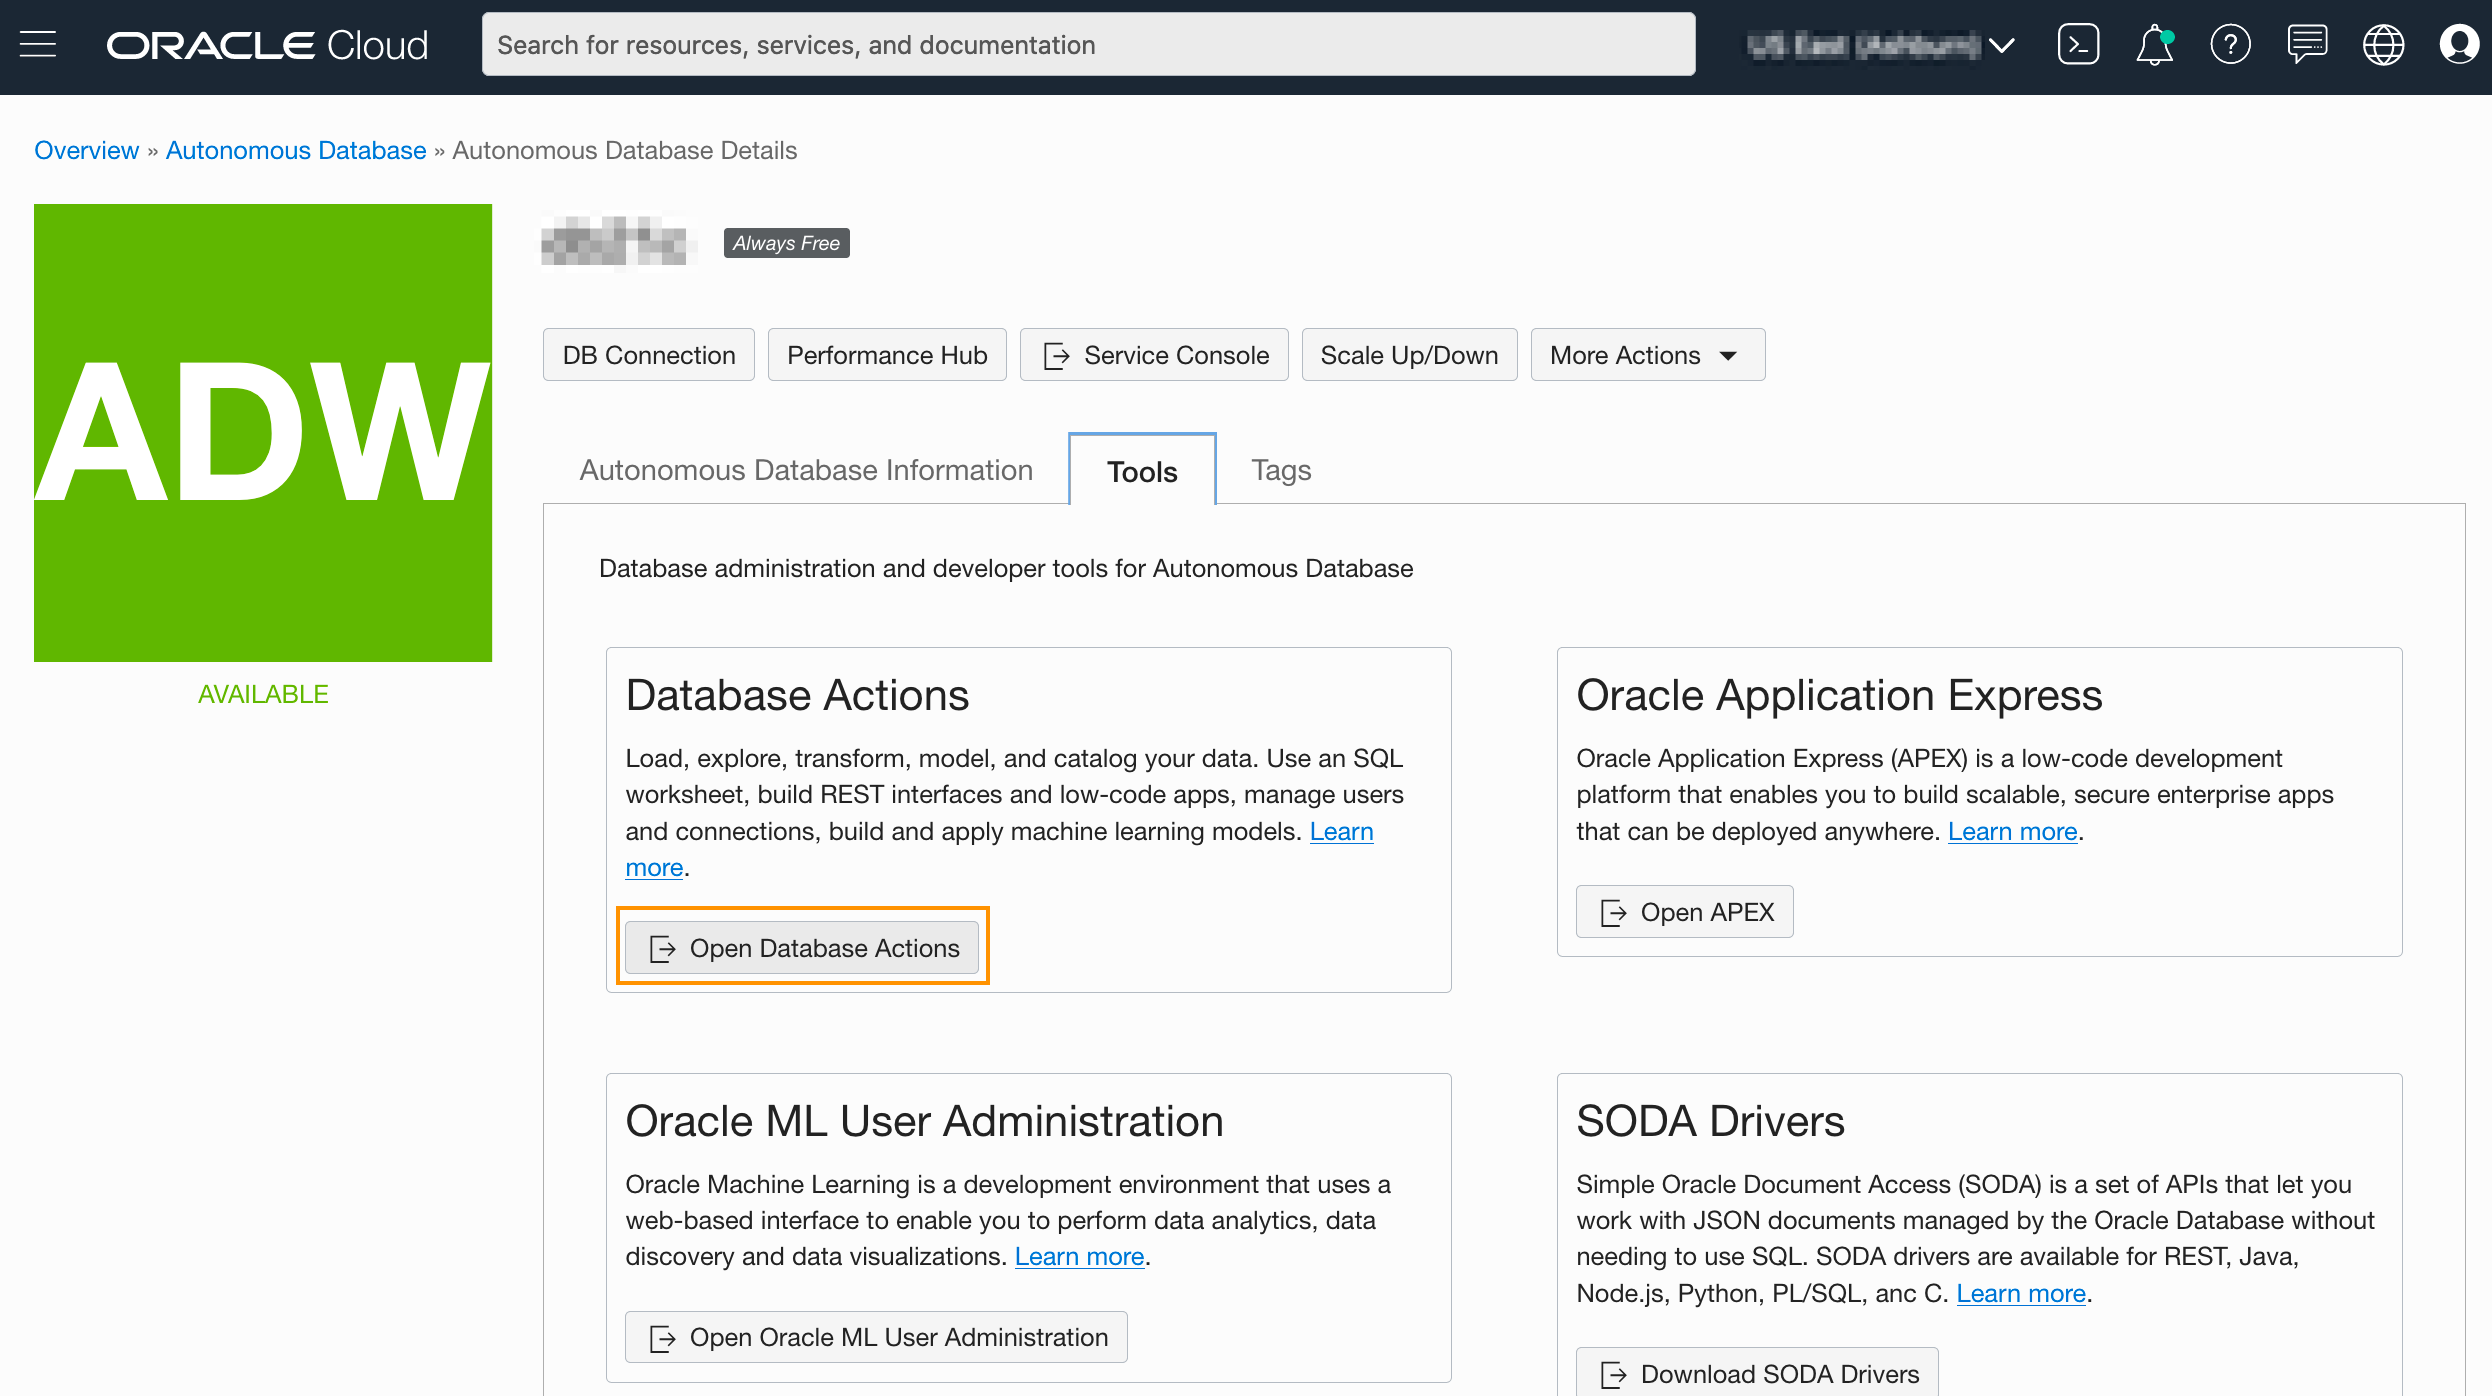 ORACLE Cloud
Search for resources, services, and documentation
Overview » Autonomous Database » Autonomous Database Details
ADW
AVAILABLE
Always Free
DB Connection
Performance Hub
Service Console
Scale Up/Down
More Actions
Autonomous Database Information
Tools
Tags
Database administration and developer tools for Autonomous Database
Database Actions
Load, explore, transform, model, and catalog your data. Use an SQL
worksheet, build REST interfaces and low-code apps, manage users
and connections, build and apply machine learning models. Learn
more.
Open Database Actions
Oracle Application Express
Oracle Application Express (APEX) is a low-code development
platform that enables you to build scalable, secure enterprise apps
that can be deployed anywhere. Learn more.
Open APEX
Oracle ML User Administration
Oracle Machine Learning is a development environment that uses a
web-based interface to enable you to perform data analytics, data
discovery and data visualizations. Learn more.
Open Oracle ML User Administration
SODA Drivers
Simple Oracle Document Access (SODA) is a set of APIs that let you
work with JSON documents managed by the Oracle Database without
needing to use SQL. SODA drivers are available for REST, Java,
Node.js, Python, PL/SQL, anc C. Learn more.
Download SODA Drivers